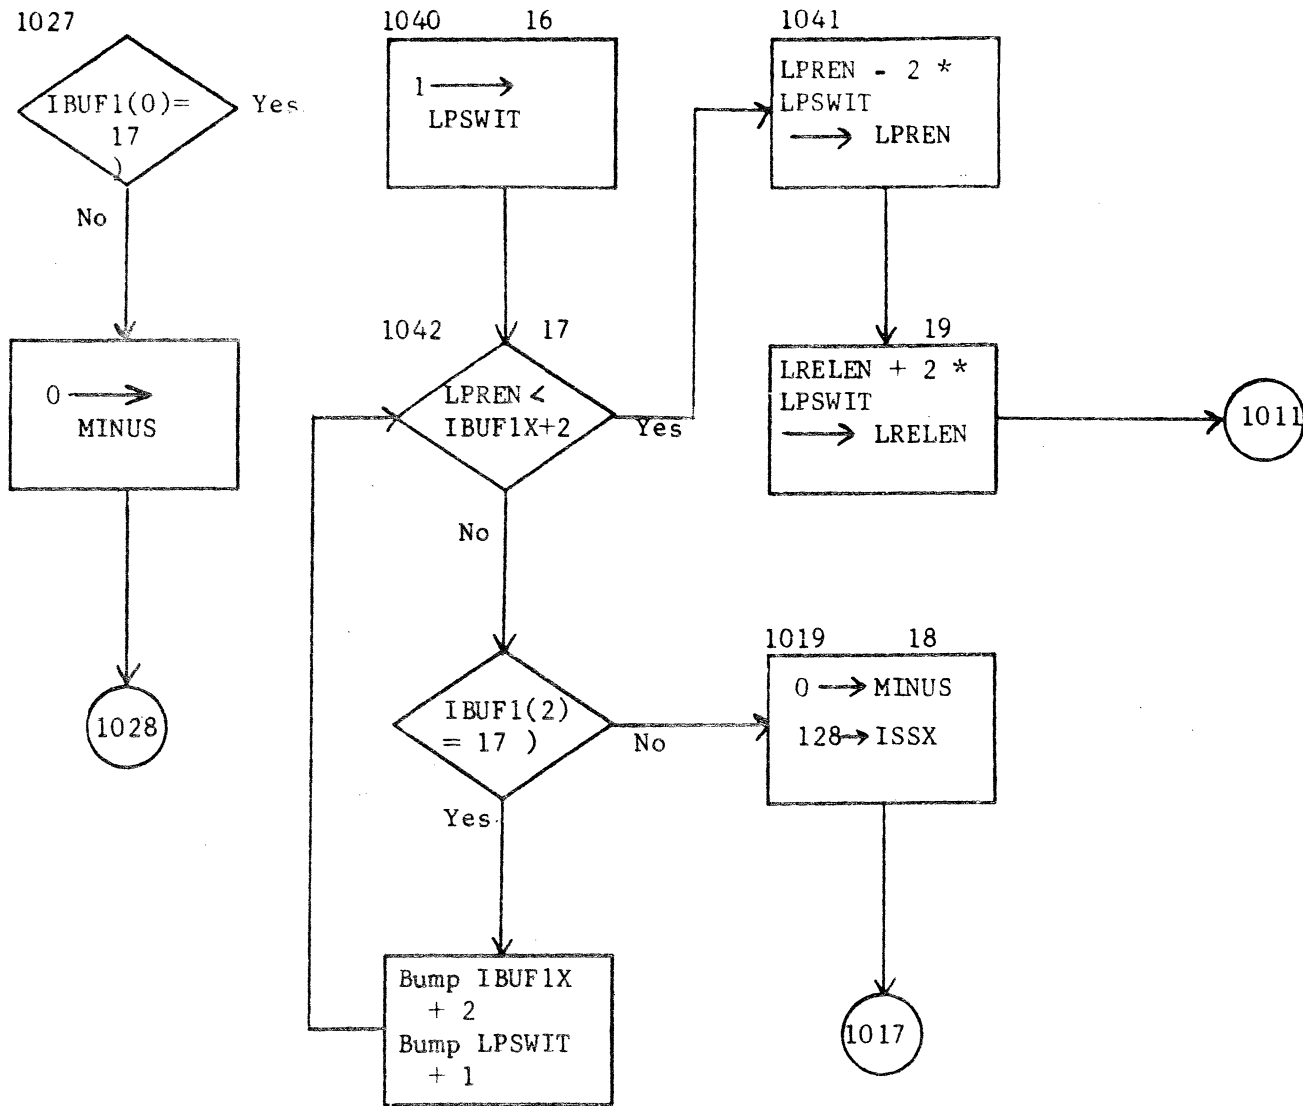 1027
IBUF1(0)=
17
)
Yes
No
0
MINUS
1028
1040 16
1
LPSWIT
1042 17
LPREN <
IBUF1X+2
Yes
No
IBUF1(2)
= 17 )
No
Yes
Bump IBUF1X
+ 2
Bump LPSWIT
+ 1
1041
LPREN - 2 *
LPSWIT
LPREN
19
LRELEN + 2 *
LPSWIT
LRELEN
1011
1019 18
0 → MINUS
128→ ISSX
1017